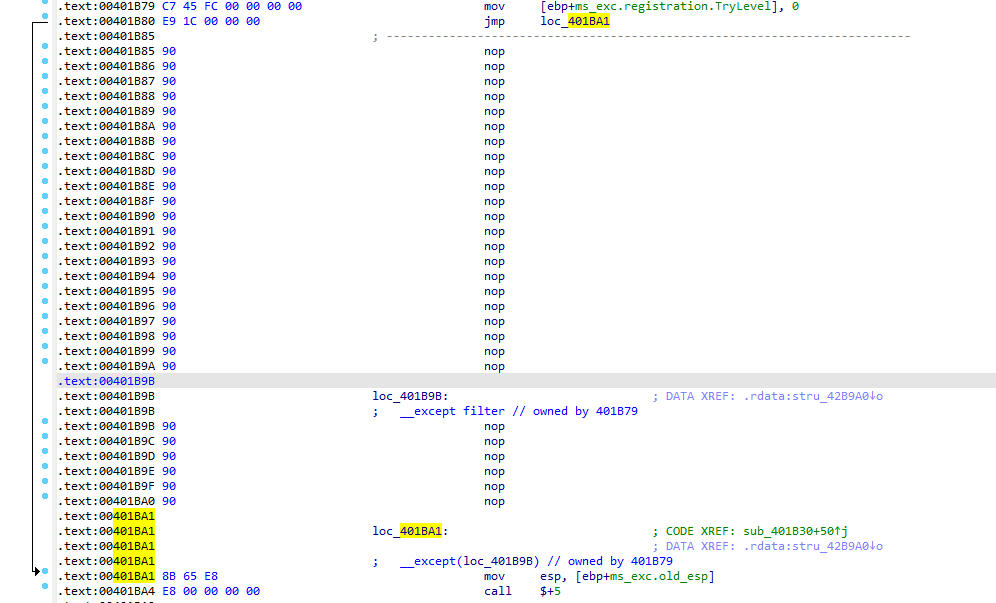 .text:00401B79 C7 45 FC 00 00 00 00 mov [ebp+ms_exc.registration.TryLevel], 0
.text:00401B80 E9 1C 00 00 00 jmp loc_401BA1
.text:00401B85 ; ---------------------------------------------------------------------------
.text:00401B85 90 nop
.text:00401B86 90 nop
.text:00401B87 90 nop
.text:00401B88 90 nop
.text:00401B89 90 nop
.text:00401B8A 90 nop
.text:00401B8B 90 nop
.text:00401B8C 90 nop
.text:00401B8D 90 nop
.text:00401B8E 90 nop
.text:00401B8F 90 nop
.text:00401B90 90 nop
.text:00401B91 90 nop
.text:00401B92 90 nop
.text:00401B93 90 nop
.text:00401B94 90 nop
.text:00401B95 90 nop
.text:00401B96 90 nop
.text:00401B97 90 nop
.text:00401B98 90 nop
.text:00401B99 90 nop
.text:00401B9A 90 nop
.text:00401B9B
.text:00401B9B loc_401B9B: ; DATA XREF: .rdata:stru_42B9A0↓o
.text:00401B9B ; __except filter // owned by 401B79
.text:00401B9B 90 nop
.text:00401B9C 90 nop
.text:00401B9D 90 nop
.text:00401B9E 90 nop
.text:00401B9F 90 nop
.text:00401BA0 90 nop
.text:00401BA1
.text:00401BA1 loc_401BA1: ; CODE XREF: sub_401B30+50↑j
.text:00401BA1 ; DATA XREF: .rdata:stru_42B9A0↓o
.text:00401BA1 ; __except(loc_401B9B) // owned by 401B79
.text:00401BA1 8B 65 E8 mov esp, [ebp+ms_exc.old_esp]
.text:00401BA4 E8 00 00 00 00 call $+5